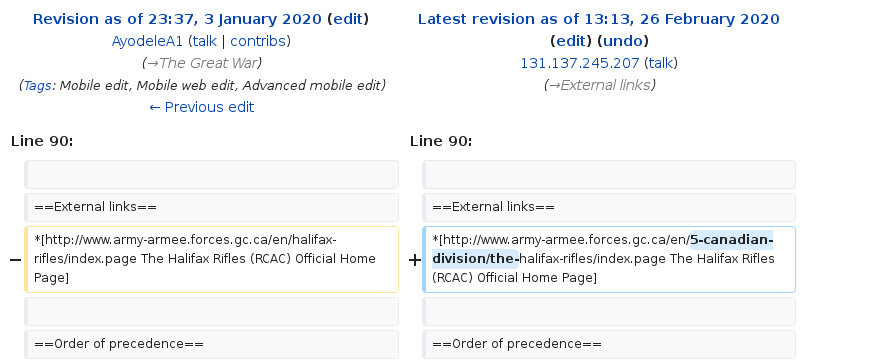 Revision as of 23:37, 3 January 2020 (edit)
AyodeleA1 (talk | contribs)
(→The Great War)
(Tags: Mobile edit, Mobile web edit, Advanced mobile edit)
← Previous edit
Latest revision as of 13:13, 26 February 2020
(edit) (undo)
131.137.245.207 (talk)
(→External links)
Line 90:
Line 90:
==External links==
==External links==
− *[http://www.army-armee.forces.gc.ca/en/halifax-
rifles/index.page The Halifax Rifles (RCAC) Official Home
Page]
+ *[http://www.army-armee.forces.gc.ca/en/5-canadian-
division/the-halifax-rifles/index.page The Halifax Rifles
(RCAC) Official Home Page]
==Order of precedence==
==Order of precedence==